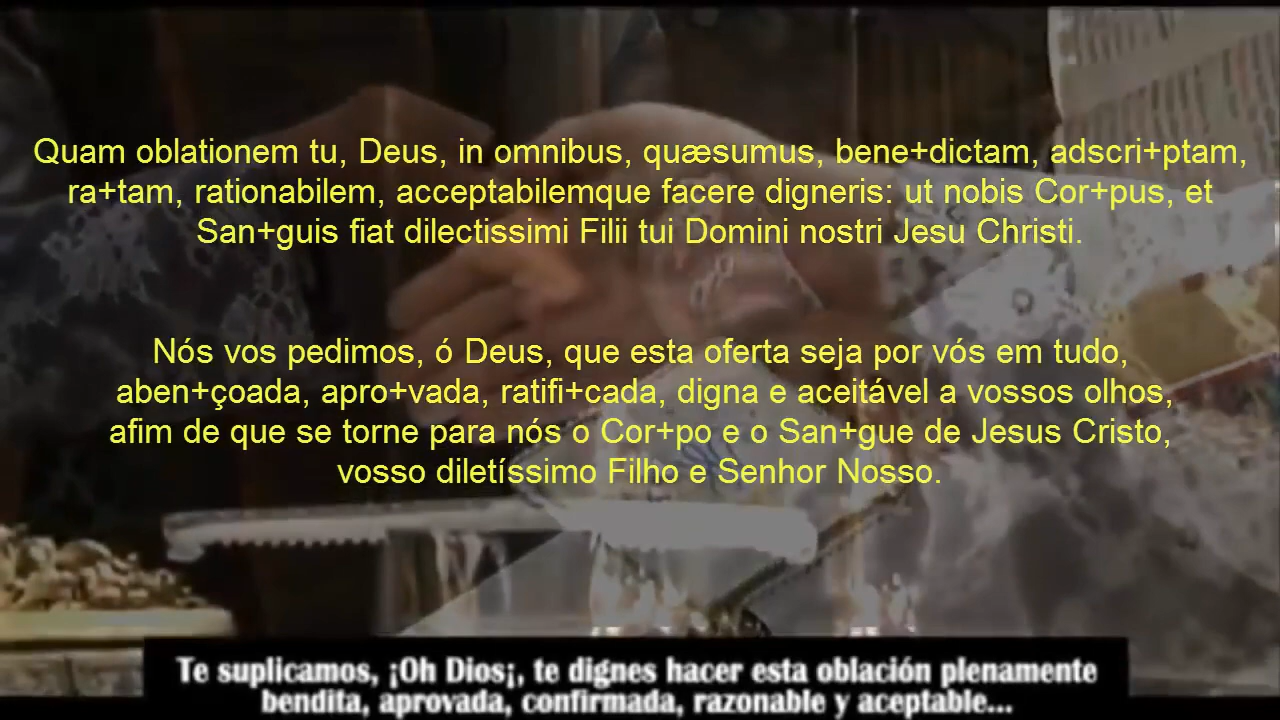 Quam oblationem tu, Deus, in omnibus, quæsumus, bene+dictam, adscri+ptam,
ra+tam, rationabilem, acceptabilemque facere digneris: ut nobis Cor+pus, et
San+guis fiat dilectissimi Filii tui Domini nostri Jesu Christi.
Nós vos pedimos, ó Deus, que esta oferta seja por vós em tudo,
aben+çoada, apro+vada, ratifi+cada, digna e aceitável a vossos olhos,
afim de que se torne para nós o Cor+po e o San+gue de Jesus Cristo,
vosso diletíssimo Filho e Senhor Nosso.
Te suplicamos, ¡Oh Dios¡, te dignes hacer esta oblación plenamente
bendita, aprovada, confirmada, razonable y aceptable...